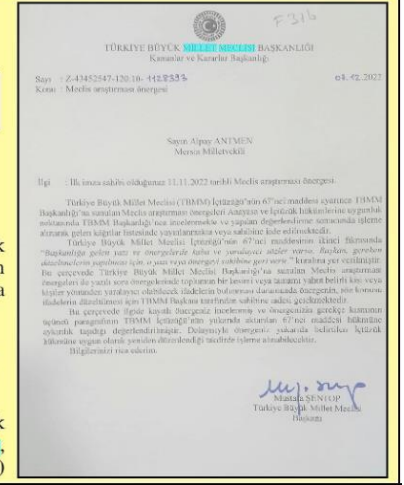 F 316
TÜRKİYE BÜYÜK MİLLET MECLİSİ BAŞKANLIĞI
Kanunlar ve Kararlar Başkanlığı
Sayı : Z-43452547-120.10- 1128393
07.12.2022
Konu : Meclis araştırması önergesi
Sayın Alpay ANTMEN
Mersin Milletvekili
İlgi : İlk imza sahibi olduğunuz 11.11.2022 tarihli Meclis araştırması önergesi.
Türkiye Büyük Millet Meclisi (TBMM) İçtüzüğü'nün 67'nci maddesi uyarınca TBMM
Başkanlığı'na sunulan Meclis araştırması önergeleri Anayasa ve İçtüzük hükümlerine uygunluk
noktasında TBMM Başkanlığı'nca incelenmekte ve yapılan değerlendirme sonucunda işleme
alınarak gelen kağıtlar listesinde yayımlanmakta veya sahibine iade edilmektedir.
Türkiye Büyük Millet Meclisi İçtüzüğü'nün 67'nci maddesinin ikinci fıkrasında
"Başkanlığa gelen yazı ve önergelerde kaba ve yaralayıcı sözler varsa, Başkan, gereken
düzeltmelerin yapılması için, o yazı veya önergeyi sahibine geri verir." kuralına yer verilmiştir.
Bu çerçevede Türkiye Büyük Millet Meclisi Başkanlığı'na sunulan Meclis araştırması
önergeleri ile yazılı soru önergelerinde toplumun bir kesimi veya tamamı yahut belirli kişi veya
kişiler yönünden yaralayıcı olabilecek ifadelerin bulunması durumunda önergenin, söz konusu
ifadelerin düzeltilmesi için TBMM Başkanı tarafından sahibine iadesi gerekmektedir.
Bu çerçevede ilgide kayıtlı önergeniz incelenmiş ve önergenizin gerekçe kısmının
üçüncü paragrafının TBMM İçtüzüğü'nün yukarıda aktarılan 67'nci maddesi hükmüne
aykırılık taşıdığı değerlendirilmiştir. Dolayısıyla önergeniz yukarıda belirtilen İçtüzük
hükmüne uygun olarak yeniden düzenlendiği takdirde işleme alınabilecektir.
Bilgilerinizi rica ederim.
Mustafa ŞENTOP
Türkiye Büyük Millet Meclisi
Başkanı